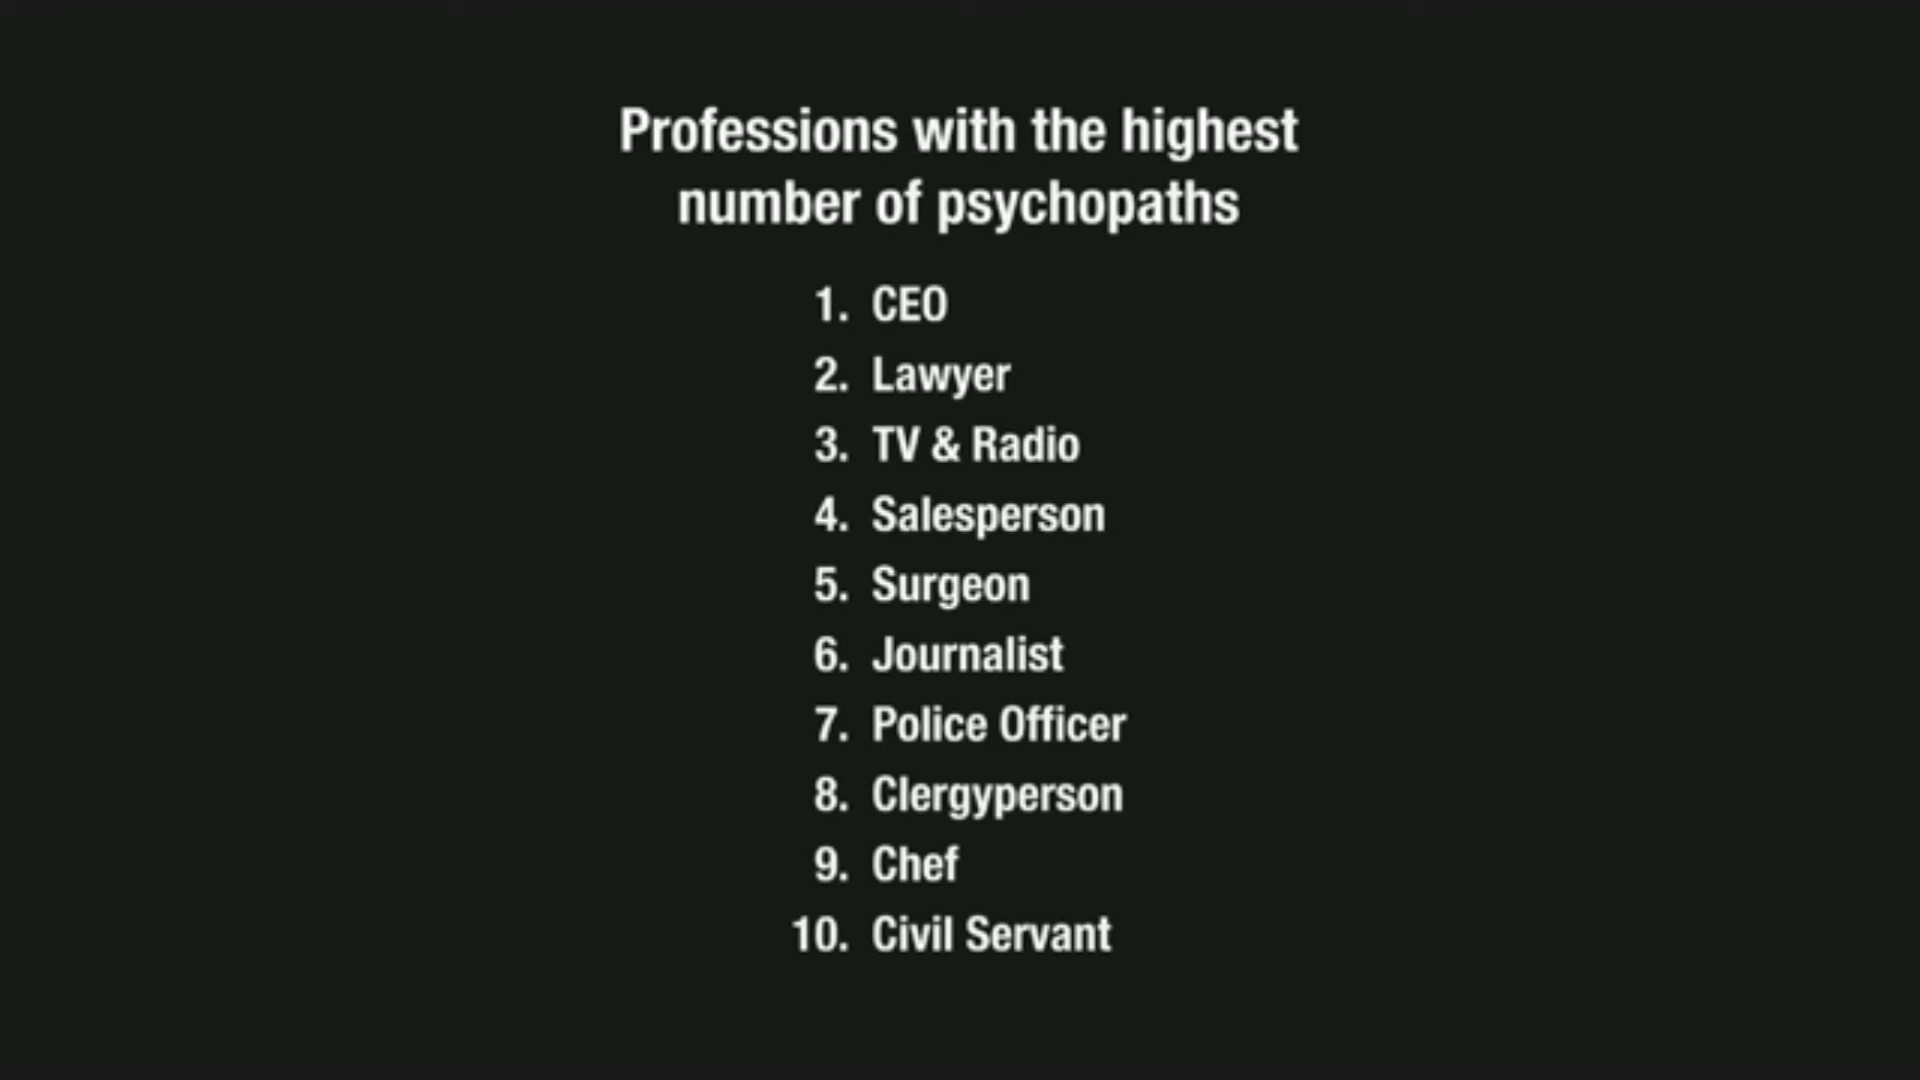 Professions with the highest
number of psychopaths
1. CEO
2. Lawyer
3. TV & Radio
4. Salesperson
5. Surgeon
6. Journalist
7. Police Officer
8. Clergyperson
9. Chef
10. Civil Servant